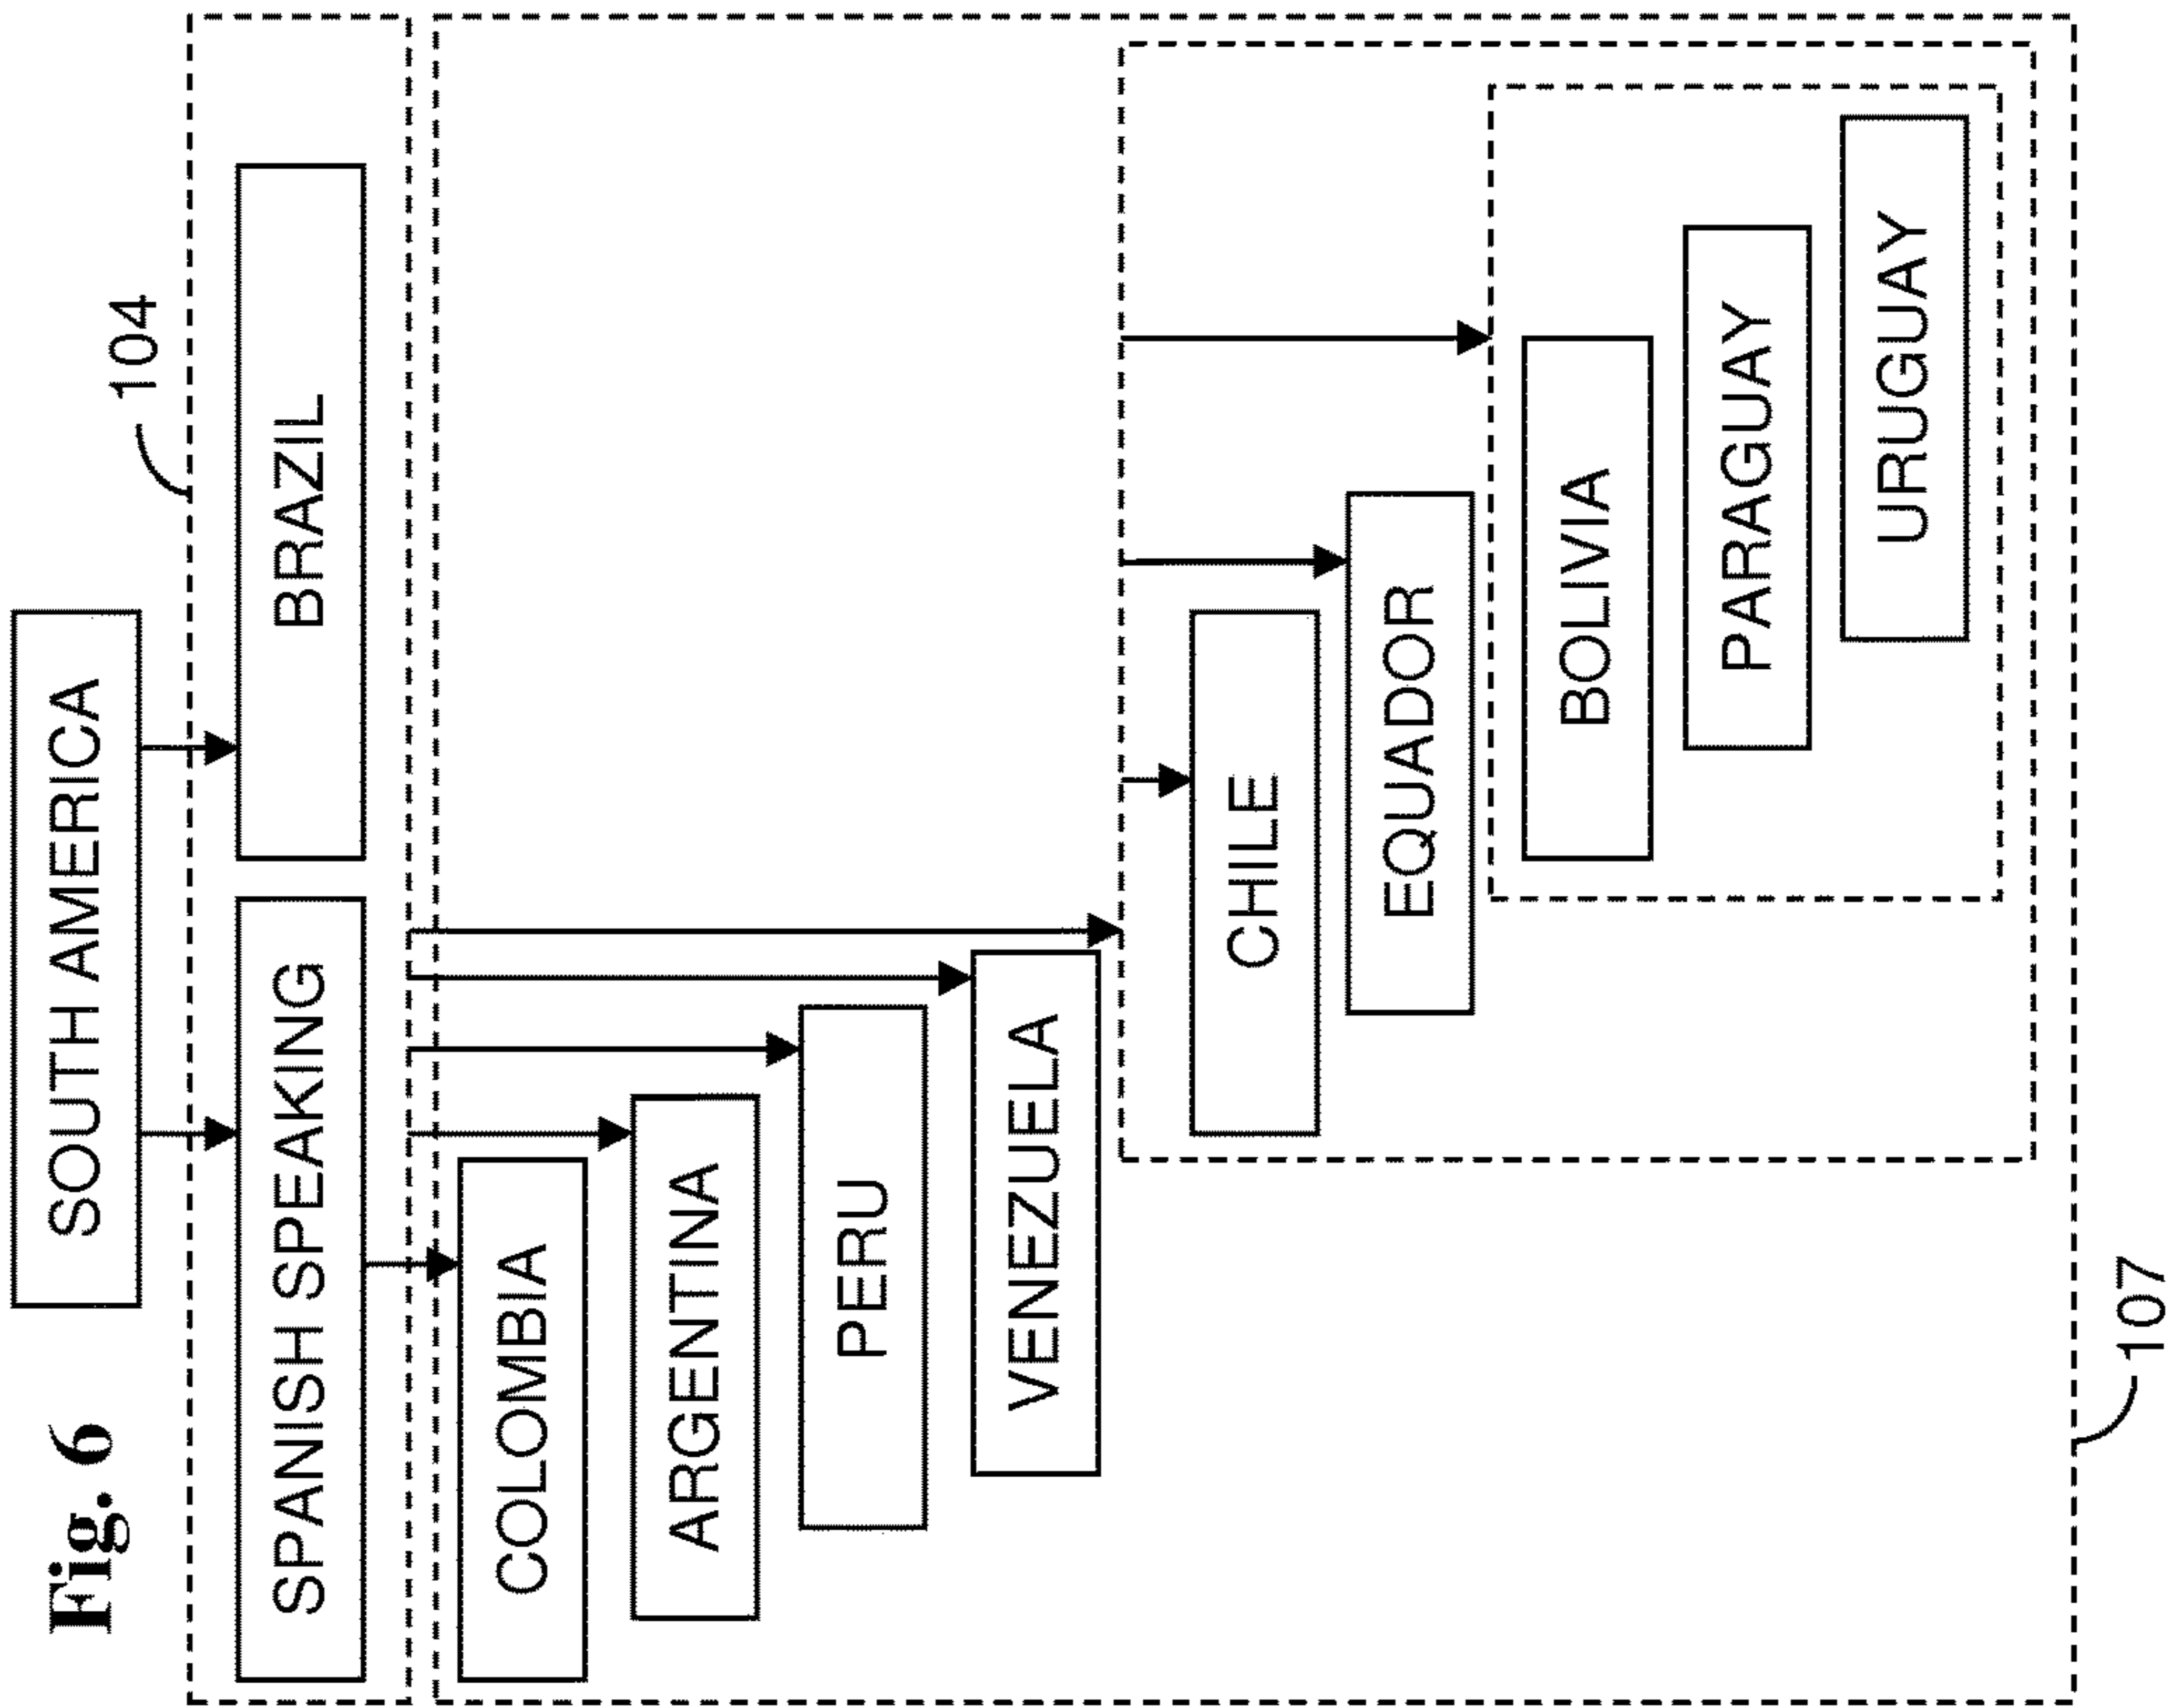 Fig. 6
SOUTH AMERICA
104
SPANISH SPEAKING
BRAZIL
COLOMBIA
ARGENTINA
PERU
VENEZUELA
CHILE
EQUADOR
BOLIVIA
PARAGUAY
URUGUAY
107